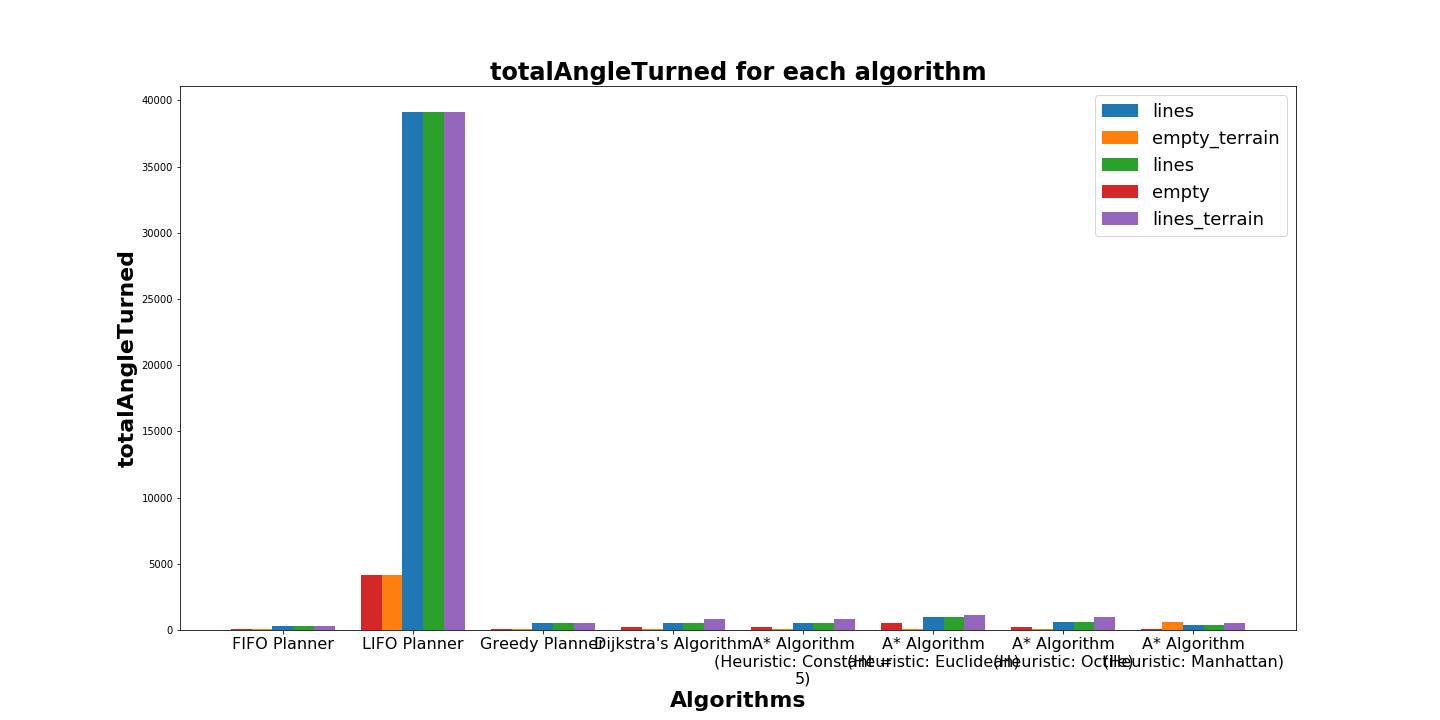 totalAngleTurned for each algorithm
totalAngleTurned
40000
35000
30000
25000
20000
15000
10000
5000
0
lines
empty_terrain
lines
empty
lines_terrain
FIFO Planner
LIFO Planner
Greedy Planner
Dijkstra's Algorithm
A* Algorithm
(Heuristic: Constant =
5)
A* Algorithm
(Heuristic: Euclidean)
A* Algorithm
(Heuristic: Octile)
A* Algorithm
(Heuristic: Manhattan)
Algorithms